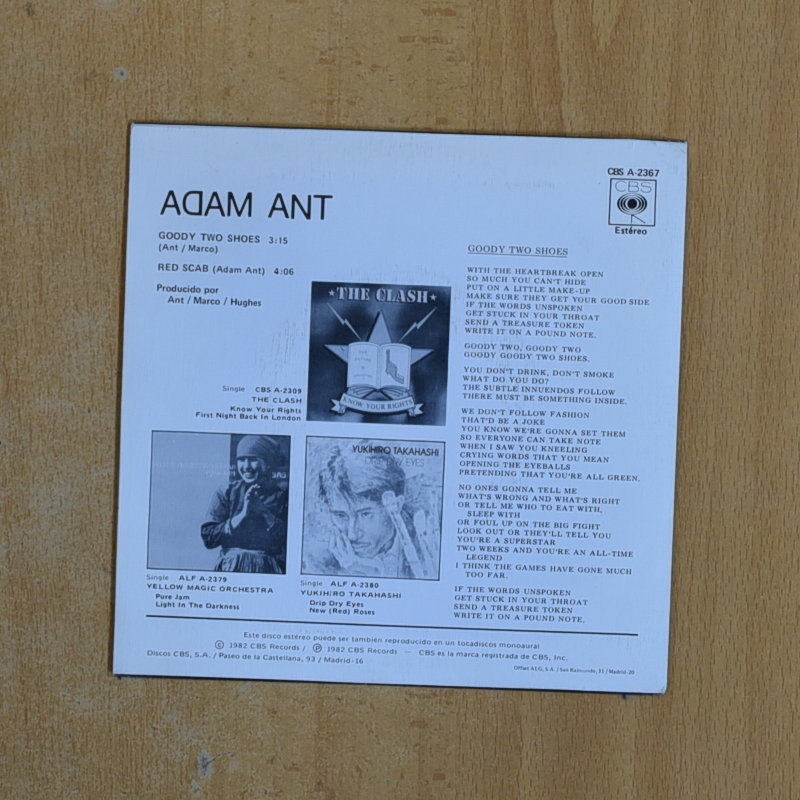 CBS A-2367
CBS
Estéreo
ADAM ANT
GOODY TWO SHOES 3:15
(Ant / Marco)
RED SCAB (Adam Ant) 4:06
Producido por
Ant / Marco / Hughes
THE CLASH
KNOW YOUR RIGHTS
Single CBS A-2309
THE CLASH
Know Your Rights
First Night Back In London
YUKIHIRO TAKAHASHI
DRIP DRY EYES
Single ALF A-2379
YELLOW MAGIC ORCHESTRA
Pure Jam
Light In The Darkness
Single ALF A-2380
YUKIHIRO TAKAHASHI
Drip Dry Eyes
New (Red) Roses
GOODY TWO SHOES
WITH THE HEARTBREAK OPEN
SO MUCH YOU CAN'T HIDE
PUT ON A LITTLE MAKE-UP
MAKE SURE THEY GET YOUR GOOD SIDE
IF THE WORDS UNSPOKEN
GET STUCK IN YOUR THROAT
SEND A TREASURE TOKEN
WRITE IT ON A POUND NOTE.
GOODY TWO, GOODY TWO
GOODY GOODY TWO SHOES.
YOU DON'T DRINK, DON'T SMOKE
WHAT DO YOU DO?
THE SUBTLE INNUENDOS FOLLOW
THERE MUST BE SOMETHING INSIDE.
WE DON'T FOLLOW FASHION
THAT'D BE A JOKE
YOU KNOW WE'RE GONNA SET THEM
SO EVERYONE CAN TAKE NOTE
WHEN I SAW YOU KNEELING
CRYING WORDS THAT YOU MEAN
OPENING THE EYEBALLS
PRETENDING THAT YOU'RE ALL GREEN.
NO ONES GONNA TELL ME
WHAT'S WRONG AND WHAT'S RIGHT
OR TELL ME WHO TO EAT WITH,
SLEEP WITH
OR FOUL UP ON THE BIG FIGHT
LOOK OUT OR THEY'LL TELL YOU
YOU'RE A SUPERSTAR
TWO WEEKS AND YOU'RE AN ALL-TIME
LEGEND
I THINK THE GAMES HAVE GONE MUCH
TOO FAR.
IF THE WORDS UNSPOKEN
GET STUCK IN YOUR THROAT
SEND A TREASURE TOKEN
WRITE IT ON A POUND NOTE.
Este disco estéreo puede ser también reproducido en un tocadiscos monoaural
© 1982 CBS Records / ℗ 1982 CBS Records — CBS es la marca registrada de CBS, Inc.
Discos CBS, S.A. / Paseo de la Castellana, 93 / Madrid-16
Offset ALG, S.A. / San Raimundo, 33 / Madrid-20